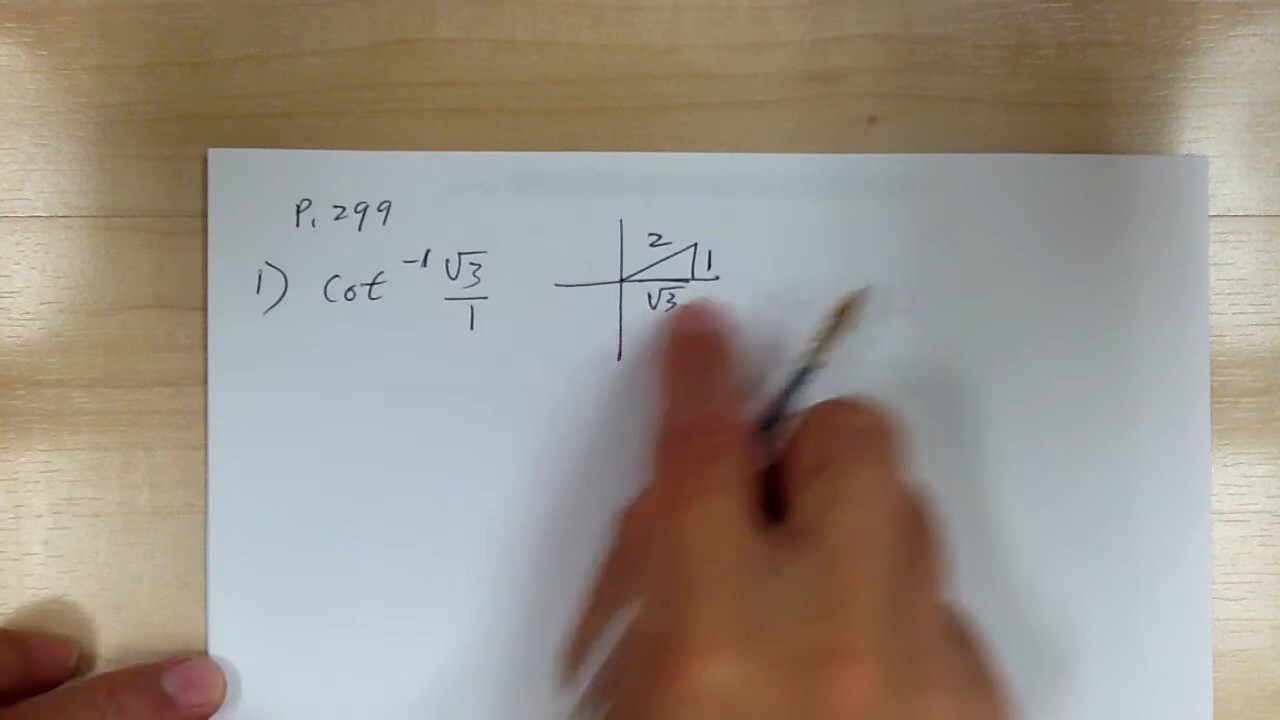 P. 299
1) cot⁻¹ √3/1
2
1
√3